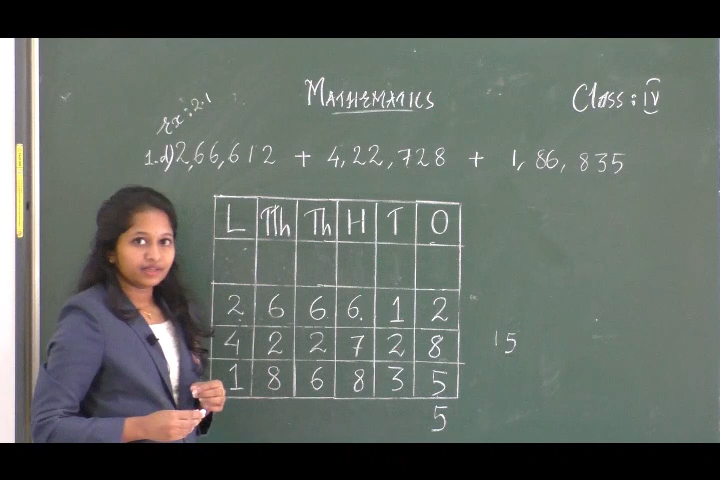 MATHEMATICS
Class: IV
Ex: 2.1
1.d) 2,66,612 + 4,22,728 + 1,86,835
L TTh Th H T O
2 6 6 6 1 2
4 2 2 7 2 8
15
1 8 6 8 3 5
5